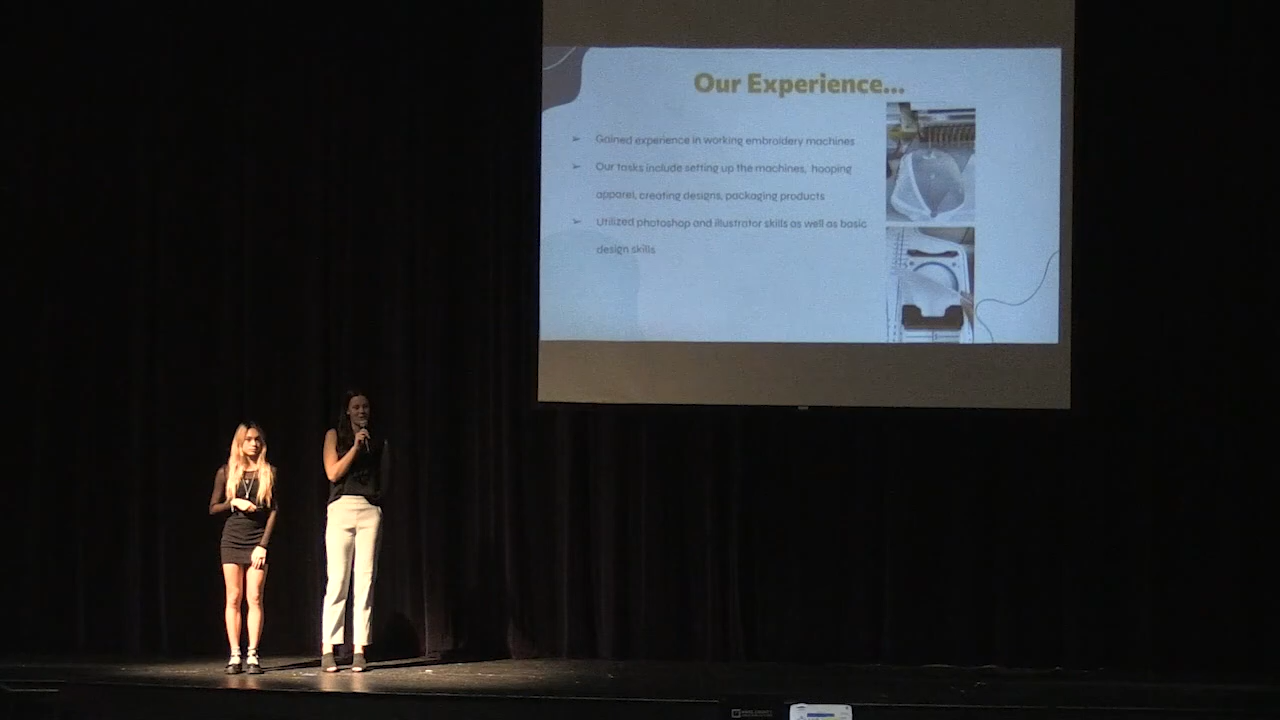 Our Experience...
➢ Gained experience in working embroidery machines
➢ Our tasks include setting up the machines, hooping
apparel, creating designs, packaging products
➢ Utilized photoshop and illustrator skills as well as basic
design skills